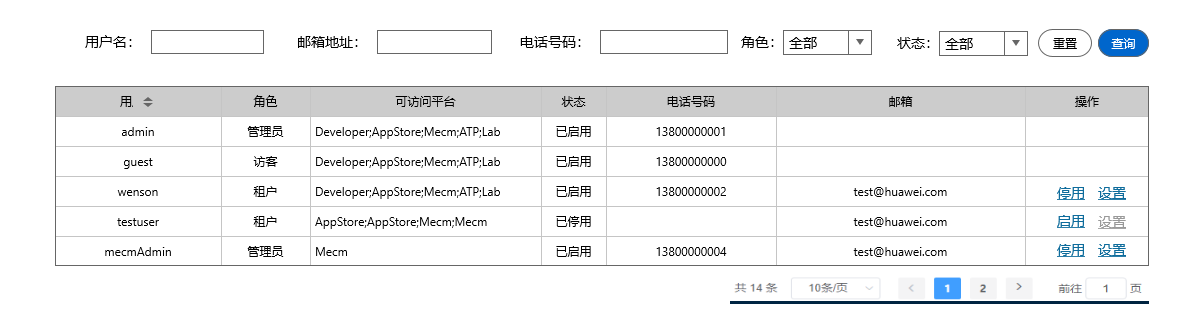 用户名： 邮箱地址： 电话号码： 角色： 全部 状态： 全部 重置 查询
用 角色 可访问平台 状态 电话号码 邮箱 操作
admin 管理员 Developer;AppStore;Mecm;ATP;Lab 已启用 13800000001
guest 访客 Developer;AppStore;Mecm;ATP;Lab 已启用 13800000000
wenson 租户 Developer;AppStore;Mecm;ATP;Lab 已启用 13800000002 test@huawei.com 停用 设置
testuser 租户 AppStore;AppStore;Mecm;Mecm 已停用 test@huawei.com 启用 设置
mecmAdmin 管理员 Mecm 已启用 13800000004 test@huawei.com 停用 设置
共 14 条 10条/页 < 1 2 > 前往 1 页